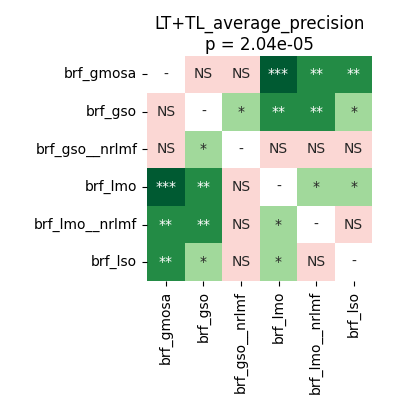 LT+TL_average_precision
p = 2.04e-05
brf_gmosa - NS NS *** ** **
brf_gso NS - * ** ** *
brf_gso__nrlmf NS * - NS NS NS
brf_lmo *** ** NS - * *
brf_lmo__nrlmf ** ** NS * - NS
brf_lso ** * NS * NS -
brf_gmosa
brf_gso
brf_gso__nrlmf
brf_lmo
brf_lmo__nrlmf
brf_lso